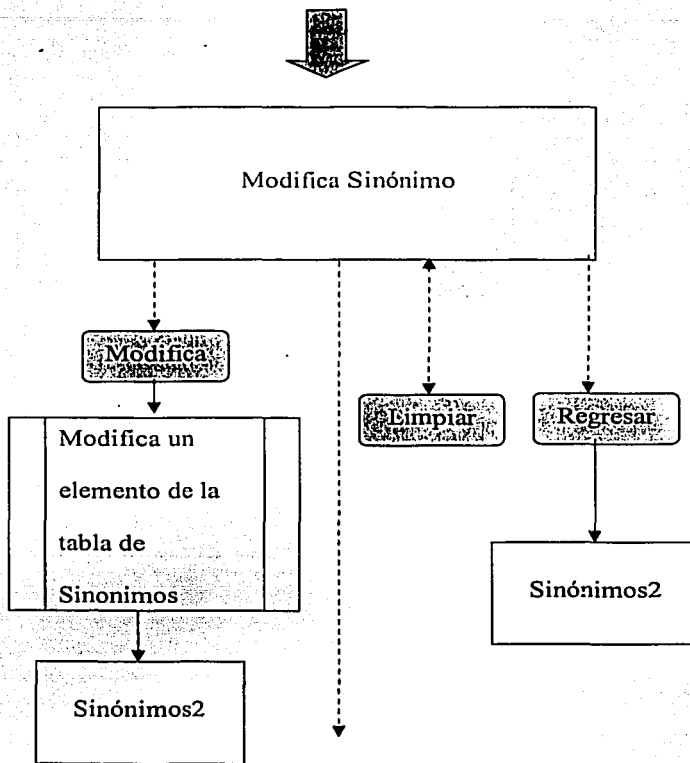 Modifica Sinónimo
Modifica
Limpiar
Regresar
Modifica un
elemento de la
tabla de
Sinonimos
Sinónimos2
Sinónimos2